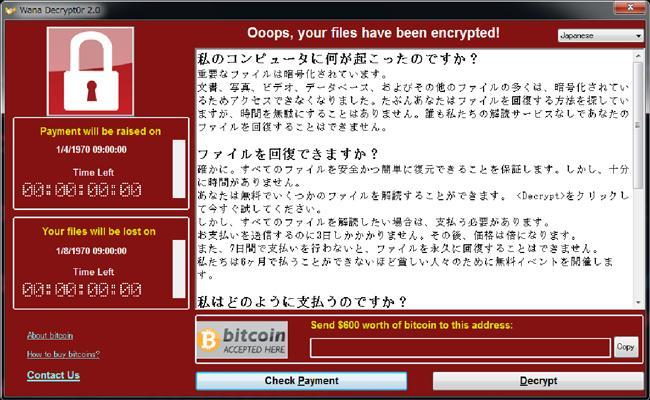 Wana Decrypt0r 2.0
Ooops, your files have been encrypted!
Japanese
Payment will be raised on
1/4/1970 09:00:00
Time Left
00:00:00:00
Your files will be lost on
1/8/1970 09:00:00
Time Left
00:00:00:00
About bitcoin
How to buy bitcoins?
Contact Us
私のコンピュータに何が起こったのですか？
重要なファイルは暗号化されています。
文書、写真、ビデオ、データベース、およびその他のファイルの多くは、暗号化されてい
るためアクセスできなくなりました。たぶんあなたはファイルを回復する方法を探してい
ますが、時間を無駄にすることはありません。誰も私たちの解読サービスなしであなたの
ファイルを回復することはできません。
ファイルを回復できますか？
確かに。すべてのファイルを安全かつ簡単に復元できることを保証します。しかし、十分
に時間がありません。
あなたは無料でいくつかのファイルを解読することができます。 <Decrypt>をクリックし
て今すぐ試してください。
しかし、すべてのファイルを解読したい場合は、支払う必要があります。
お支払いを送信するのに3日しかかかりません。その後、価格は倍になります。
また、7日間で支払いを行わないと、ファイルを永久に回復することはできません。
私たちは6ヶ月で払うことができないほど貧しい人々のために無料イベントを開催しま
す。
私はどのように支払うのですか？
bitcoin
ACCEPTED HERE
Send $600 worth of bitcoin to this address:
Copy
Check Payment
Decrypt